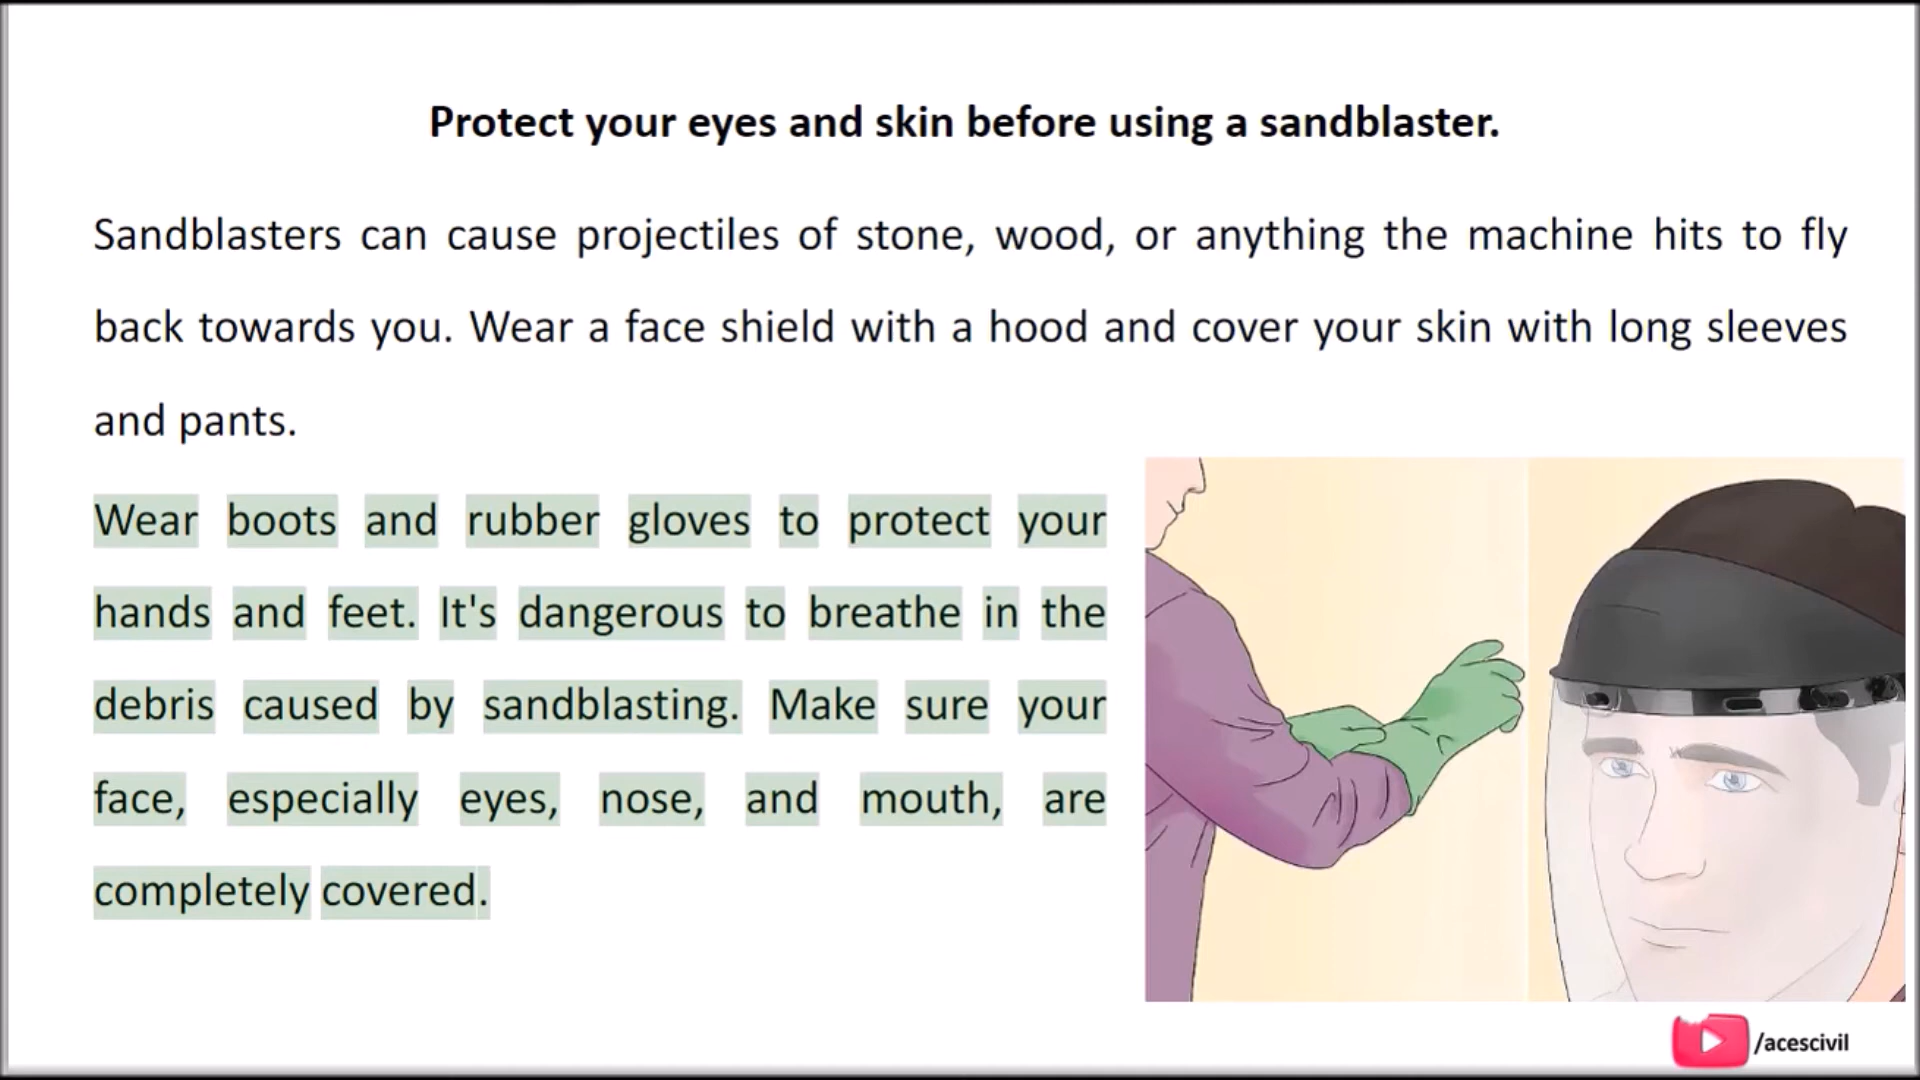 Protect your eyes and skin before using a sandblaster.
Sandblasters can cause projectiles of stone, wood, or anything the machine hits to fly
back towards you. Wear a face shield with a hood and cover your skin with long sleeves
and pants.
Wear boots and rubber gloves to protect your
hands and feet. It's dangerous to breathe in the
debris caused by sandblasting. Make sure your
face, especially eyes, nose, and mouth, are
completely covered.
/acescivil